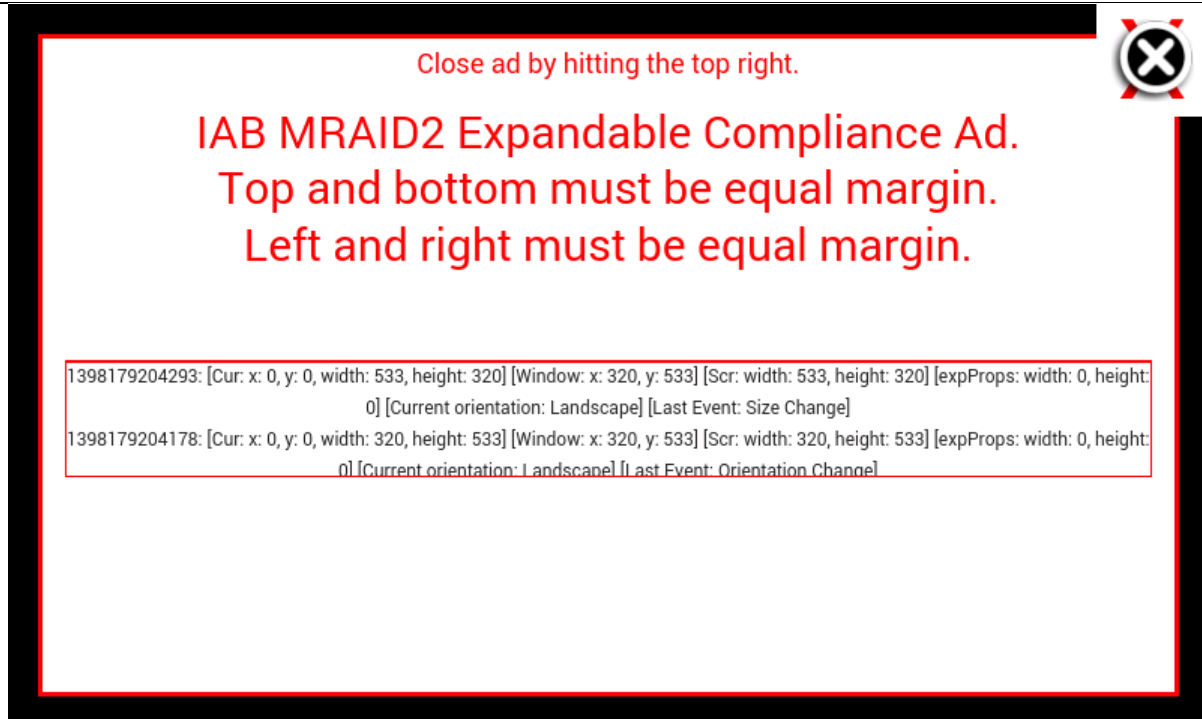 Close ad by hitting the top right.
IAB MRAID2 Expandable Compliance Ad.
Top and bottom must be equal margin.
Left and right must be equal margin.
1398179204293: [Cur: x: 0, y: 0, width: 533, height: 320] [Window: x: 320, y: 533] [Scr: width: 533, height: 320] [expProps: width: 0, height:
0] [Current orientation: Landscape] [Last Event: Size Change]
1398179204178: [Cur: x: 0, y: 0, width: 320, height: 533] [Window: x: 320, y: 533] [Scr: width: 320, height: 533] [expProps: width: 0, height:
0] [Current orientation: Landscape] [Last Event: Orientation Change]